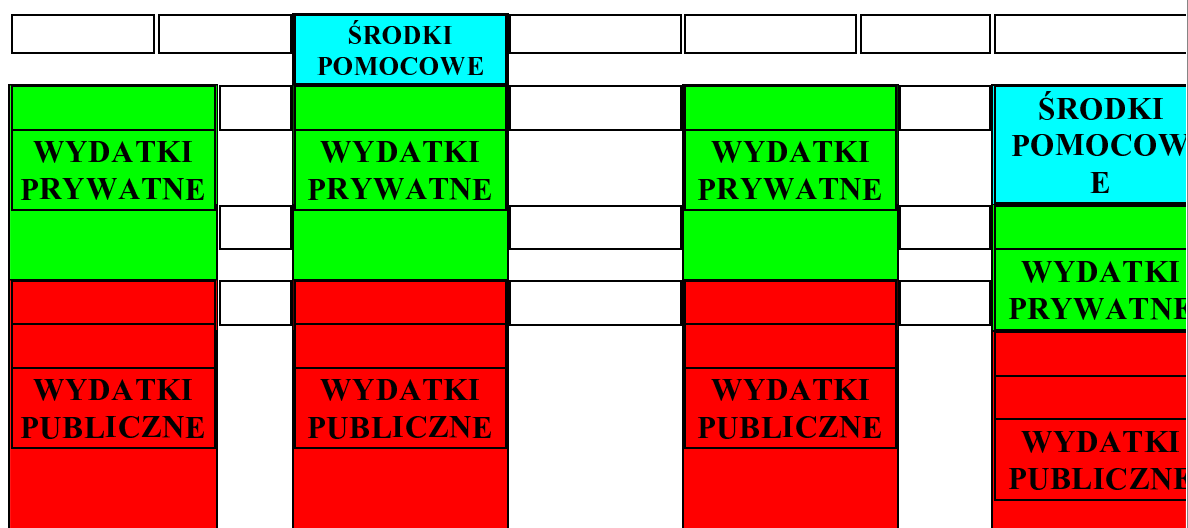 ŚRODKI
POMOCOWE
WYDATKI
PRYWATNE
WYDATKI
PUBLICZNE
WYDATKI
PRYWATNE
WYDATKI
PUBLICZNE
WYDATKI
PRYWATNE
WYDATKI
PUBLICZNE
ŚRODKI
POMOCOW
E
WYDATKI
PRYWATNE
WYDATKI
PUBLICZNE